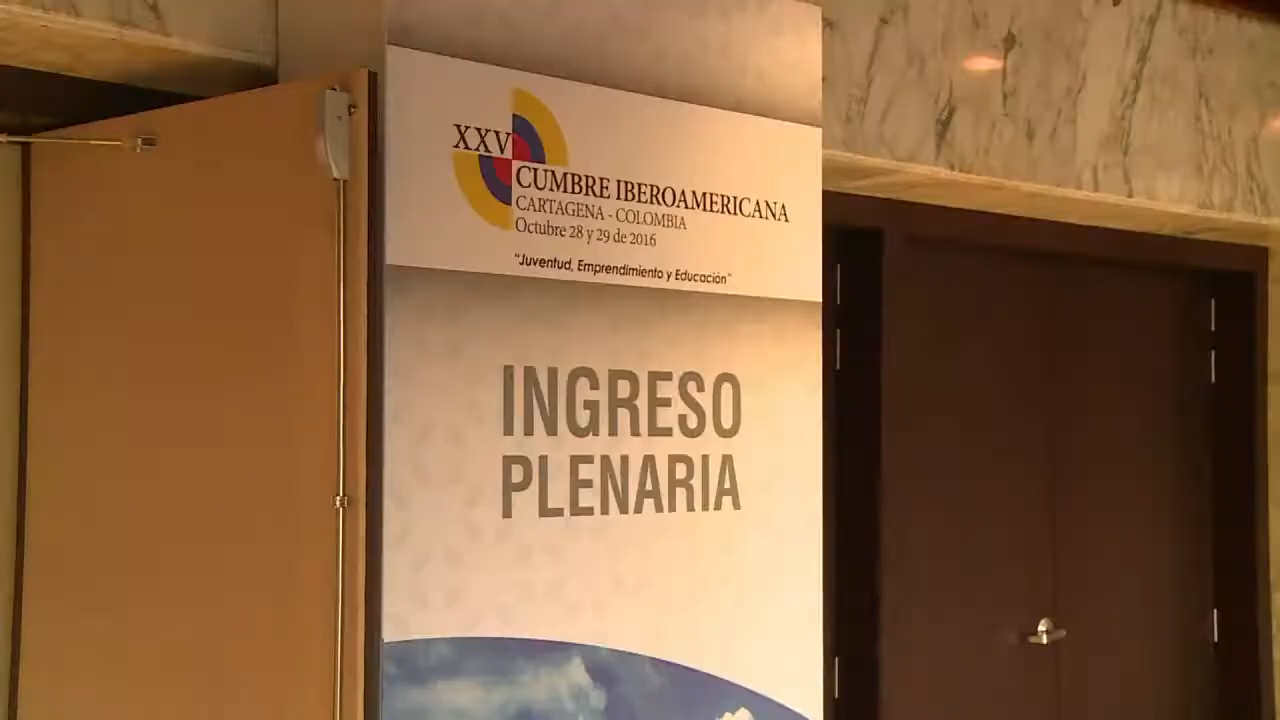 XXV
CUMBRE IBEROAMERICANA
CARTAGENA - COLOMBIA
Octubre 28 y 29 de 2016
"Juventud, Emprendimiento y Educación"
INGRESO
PLENARIA